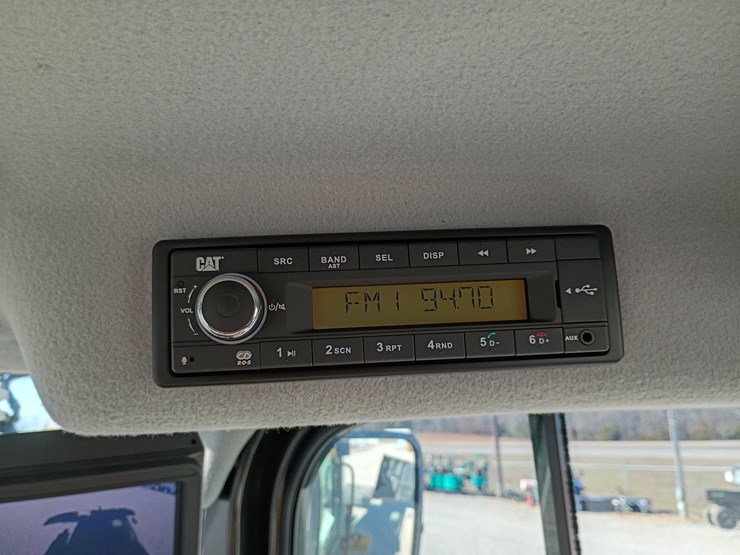 CAT
SRC
BAND
AST
SEL
DISP
RST
VOL
+
-
FM1 94.70
1
2 SCN
3 RPT
4 RND
5 D-
6 D+
AUX